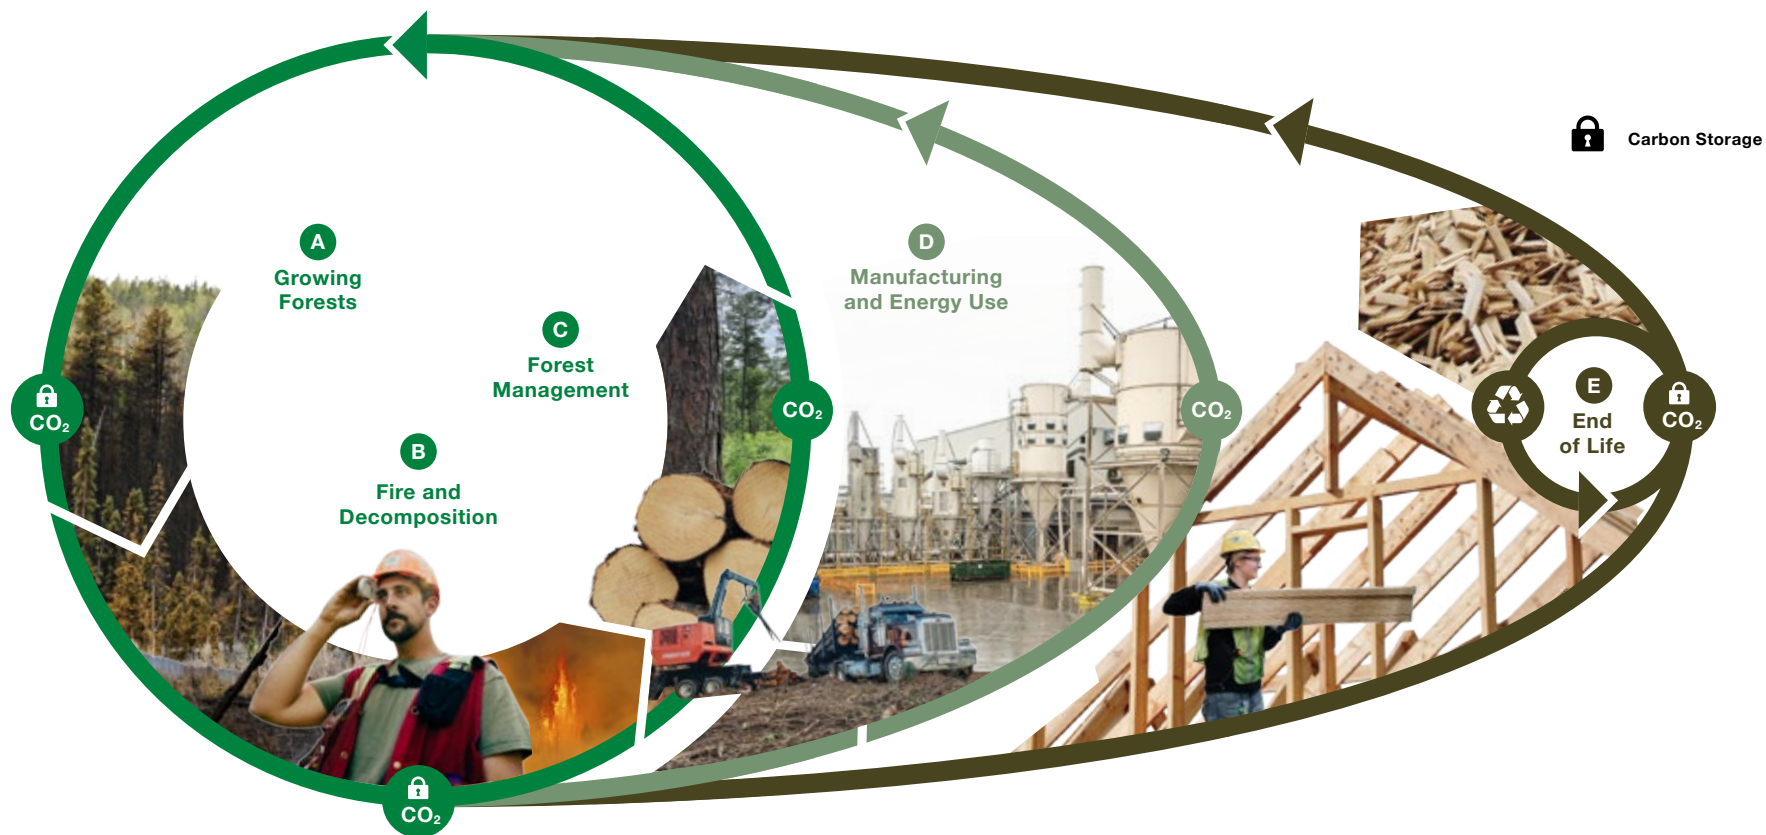 Carbon Storage
A
Growing
Forests
B
Fire and
Decomposition
C
Forest
Management
D
Manufacturing
and Energy Use
E
End
of Life
CO₂
CO₂
CO₂
CO₂
CO₂